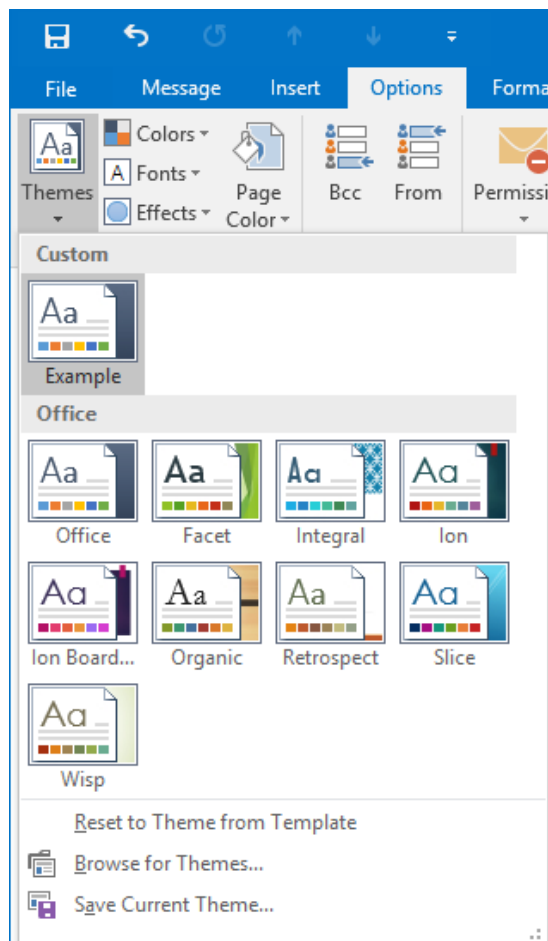 File Message Insert Options Forma
Aa Colors
A Fonts
Themes Effects Page Color Bcc From Permissi
Custom
Aa
Example
Office
Aa Aa Aa Aa
Office Facet Integral Ion
Aa Aa Aa Aa
Ion Board... Organic Retrospect Slice
Aa
Wisp
Reset to Theme from Template
Browse for Themes...
Save Current Theme...